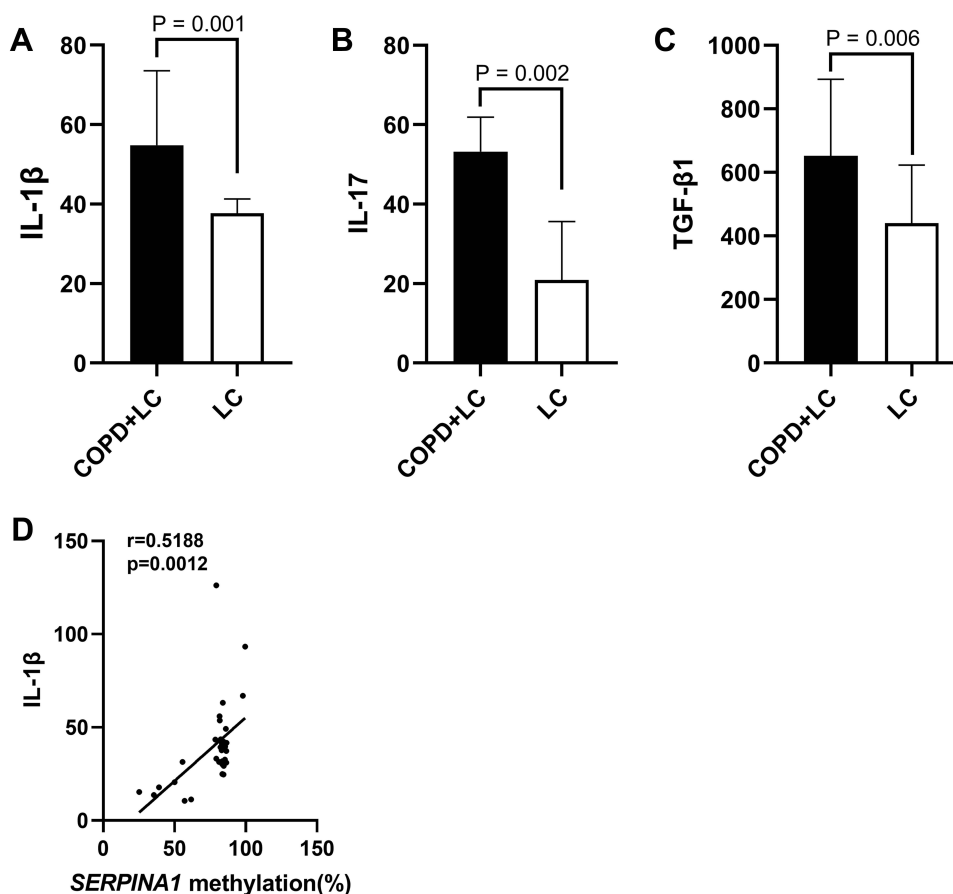 A
P = 0.001
IL-1β
80
60
40
20
0
COPD+LC
LC
B
P = 0.002
IL-17
80
60
40
20
0
COPD+LC
LC
C
P = 0.006
TGF-β1
1000
800
600
400
200
0
COPD+LC
LC
D
r=0.5188
p=0.0012
IL-1β
150
100
50
0
0 50 100 150
SERPINA1 methylation(%)